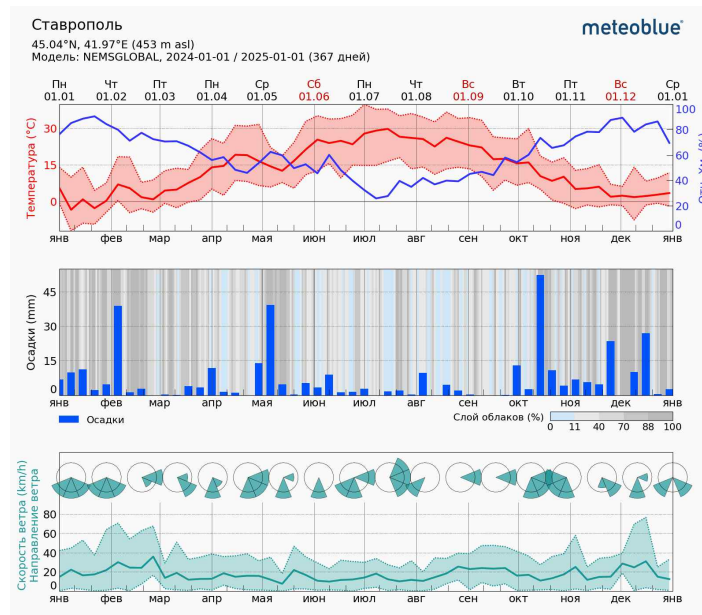 Ставрополь
meteoblue
45.04°N, 41.97°E (453 m asl)
Модель: NEMSGLOBAL, 2024-01-01 / 2025-01-01 (367 дней)
Пн Чт Пт Пн Ср Сб Пн Чт Вс Вт Пт Вс Ср
01.01 01.02 01.03 01.04 01.05 01.06 01.07 01.08 01.09 01.10 01.11 01.12 01.01
Температура (°C)
30
15
0
100
80
60
40
20
0
янв фев мар апр мая июн июл авг сен окт ноя дек янв
Осадки (mm)
45
30
15
0
янв фев мар апр мая июн июл авг сен окт ноя дек янв
Осадки
Слой облаков (%)
0 11 40 70 88 100
Скорость ветра (km/h)
Направление ветра
80
60
40
20
0
янв фев мар апр мая июн июл авг сен окт ноя дек янв